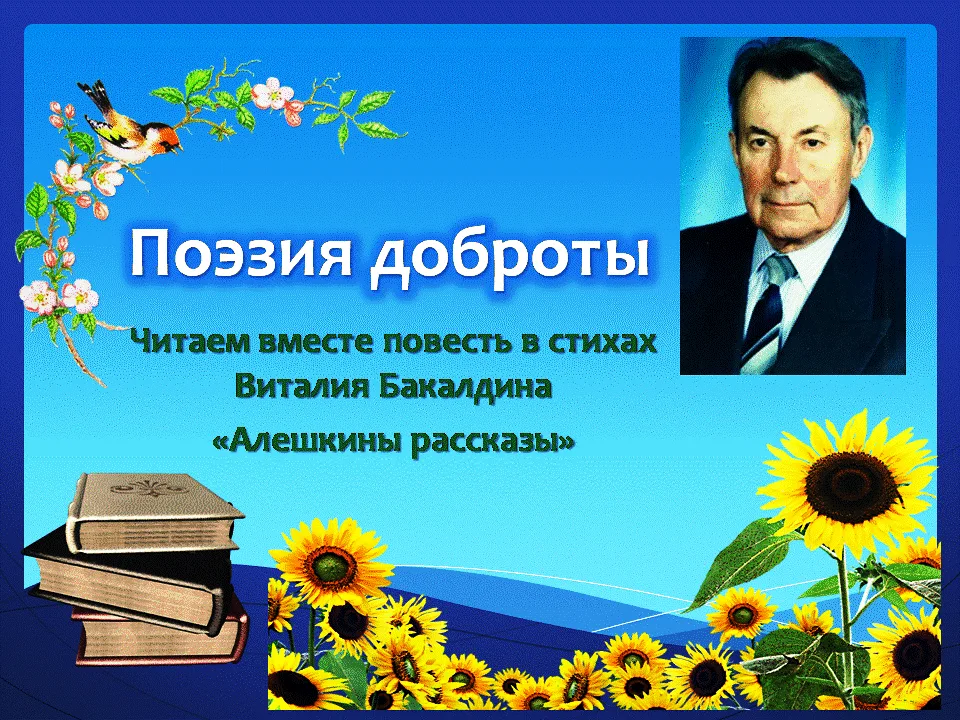 Поэзия доброты
Читаем вместе повесть в стихах
Виталия Бакалдина
«Алешкины рассказы»